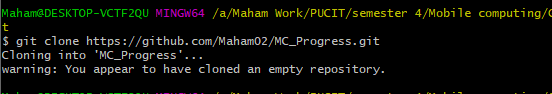 Maham@DESKTOP-VCTF2QU MINGW64 /a/Maham Work/PUCIT/semester 4/Mobile computing/
t
$ git clone https://github.com/Maham02/MC_Progress.git
Cloning into 'MC_Progress'...
warning: You appear to have cloned an empty repository.